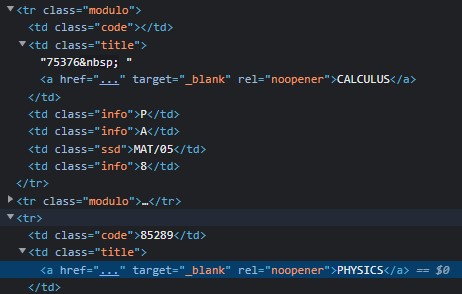 ▼<tr class="modulo">
<td class="code"></td>
▼<td class="title">
"75376&nbsp; "
<a href="..." target="_blank" rel="noopener">CALCULUS</a>
</td>
<td class="info">P</td>
<td class="info">A</td>
<td class="ssd">MAT/05</td>
<td class="info">8</td>
</tr>
▶<tr class="modulo">…</tr>
▼<tr>
<td class="code">85289</td>
▼<td class="title">
<a href="..." target="_blank" rel="noopener">PHYSICS</a> == $0
</td>